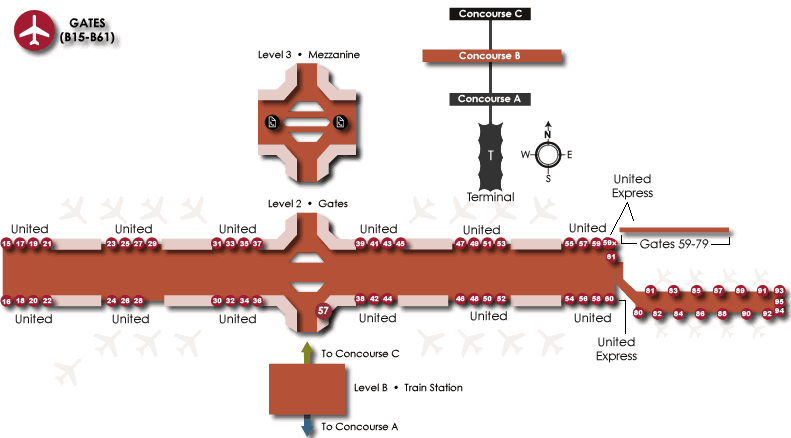 GATES
(B15-B61)
Concourse C
Concourse B
Concourse A
T
Terminal
N
W E
S
Level 3 • Mezzanine
Level 2 • Gates
United
Express
United United United United United United
15 17 19 21 23 25 27 29 31 33 35 37 39 41 43 45 47 49 51 53 55 57 59 59x
Gates 59-79
61
81 83 85 87 89 91 93
95
94
80 82 84 86 88 90 92
16 18 20 22 24 26 28 30 32 34 36 57 38 42 44 46 48 50 52 54 56 58 60
United United United United United United
United
Express
To Concourse C
Level B • Train Station
To Concourse A